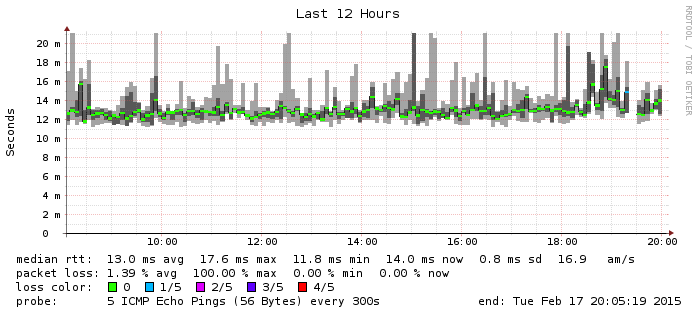 Last 12 Hours
RRDTOOL / TOBI OETIKER
Seconds
20 m
18 m
16 m
14 m
12 m
10 m
8 m
6 m
4 m
2 m
0
10:00 12:00 14:00 16:00 18:00 20:00
median rtt: 13.0 ms avg 17.6 ms max 11.8 ms min 14.0 ms now 0.8 ms sd 16.9 am/s
packet loss: 1.39 % avg 100.00 % max 0.00 % min 0.00 % now
loss color: 0 1/5 2/5 3/5 4/5
probe: 5 ICMP Echo Pings (56 Bytes) every 300s end: Tue Feb 17 20:05:19 2015